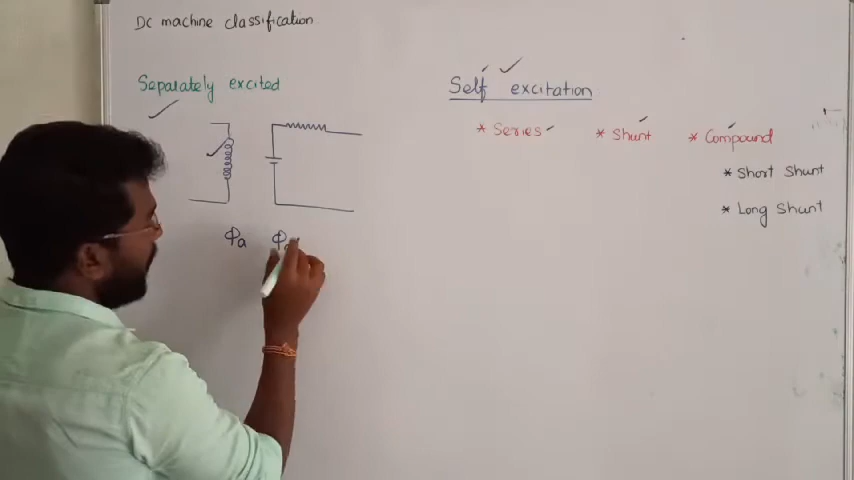 Dc machine classification
Separately excited
Self excitation
* Series
* Shunt
* Compound
* Short Shunt
* Long Shunt
Φa